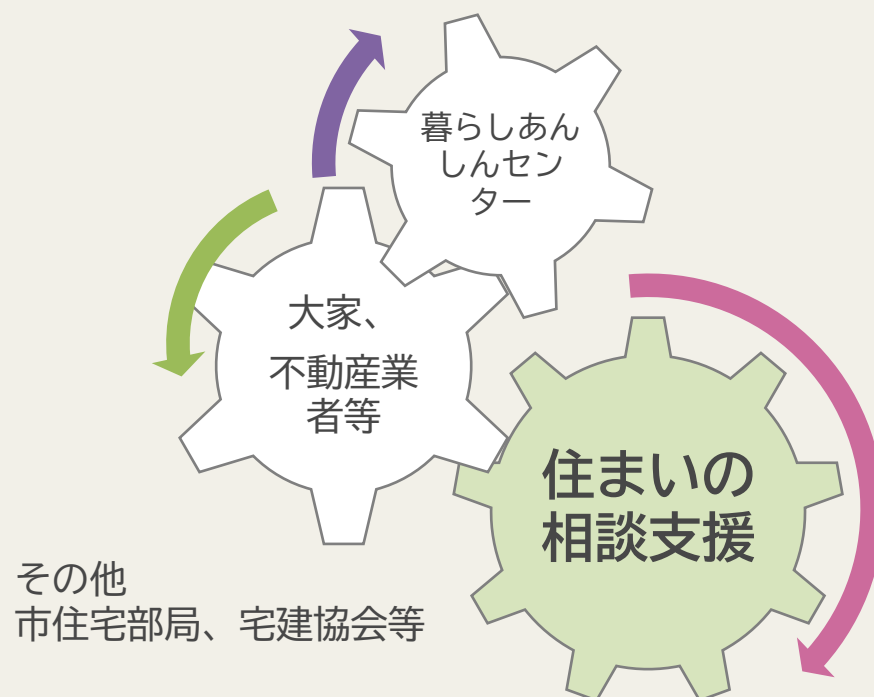 暮らしあん
しんセン
ター
大家、
不動産業
者等
住まいの
相談支援
その他
市住宅部局、宅建協会等